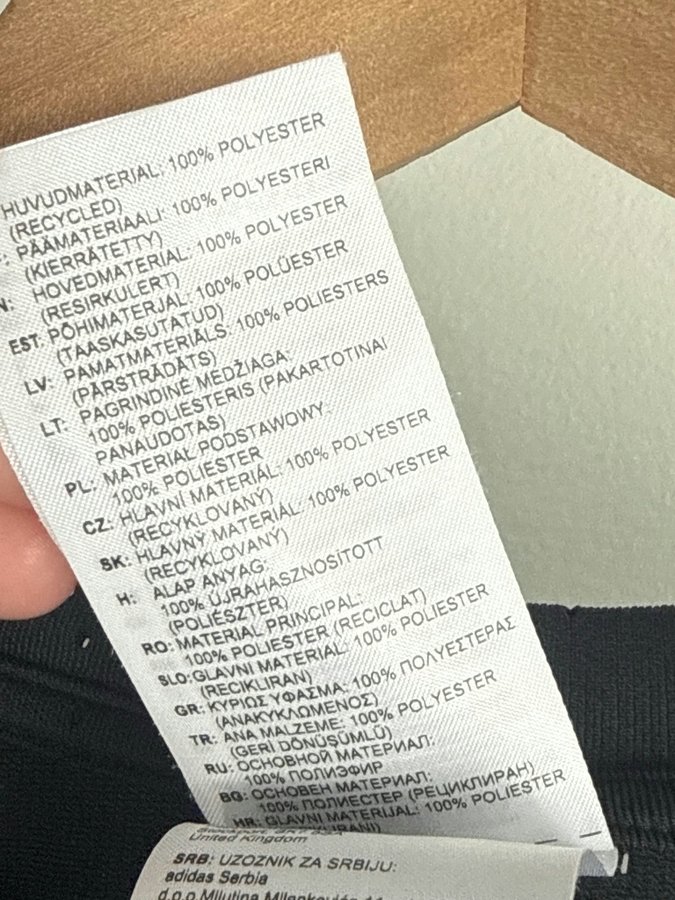 HUVUDMATERIAL: 100% POLYESTER
(RECYCLED)
: PÄÄMATERIAALI: 100% POLYESTERI
(KIERRÄTETTY)
N: HOVEDMATERIAL: 100% POLYESTER
(RESIRKULERT)
EST: PÕHIMATERJAL: 100% POLÜESTER
(TAASKASUTATUD)
LV: PAMATMATERIĀLS: 100% POLIESTERS
(PĀRSTRĀDĀTS)
LT: PAGRINDINĖ MEDŽIAGA:
100% POLIESTERIS (PAKARTOTINAI
PANAUDOTAS)
PL: MATERIAŁ PODSTAWOWY:
100% POLIESTER
CZ: HLAVNÍ MATERIÁL: 100% POLYESTER
(RECYKLOVANÝ)
SK: HLAVNÝ MATERIÁL: 100% POLYESTER
(RECYKLOVANÝ)
H: ALAP ANYAG:
100% ÚJRAHASZNOSÍTOTT
(POLIÉSZTER)
RO: MATERIAL PRINCIPAL:
100% POLIESTER (RECICLAT)
SLO: GLAVNI MATERIAL: 100% POLIESTER
(RECIKLIRAN)
GR: ΚΥΡΙΩΣ ΥΦΑΣΜΑ: 100% ΠΟΛΥΕΣΤΕΡΑΣ
(ΑΝΑΚΥΚΛΩΜΕΝΟΣ)
TR: ANA MALZEME: 100% POLYESTER
(GERİ DÖNÜŞÜMLÜ)
RU: ОСНОВНОЙ МАТЕРИАЛ:
100% ПОЛИЭФИР
BG: ОСНОВЕН МАТЕРИАЛ:
100% ПОЛИЕСТЕР (РЕЦИКЛИРАН)
HR: GLAVNI MATERIJAL: 100% POLIESTER
United Kingdom
SRB: UZOZNIK ZA SRBIJU:
adidas Serbia
d.o.o Milutina Milankovića